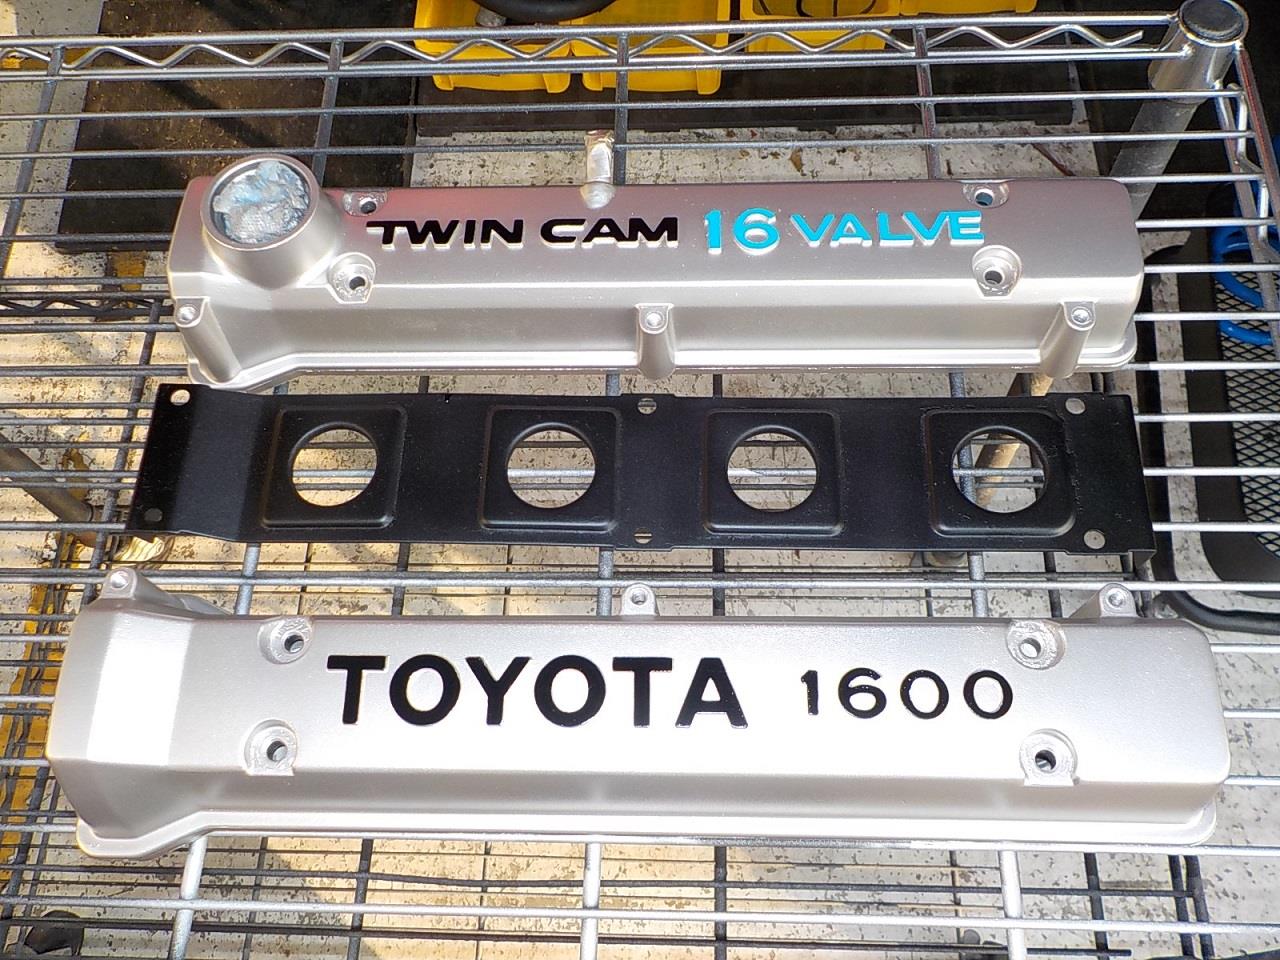 TWIN CAM 16 VALVE
TOYOTA 1600